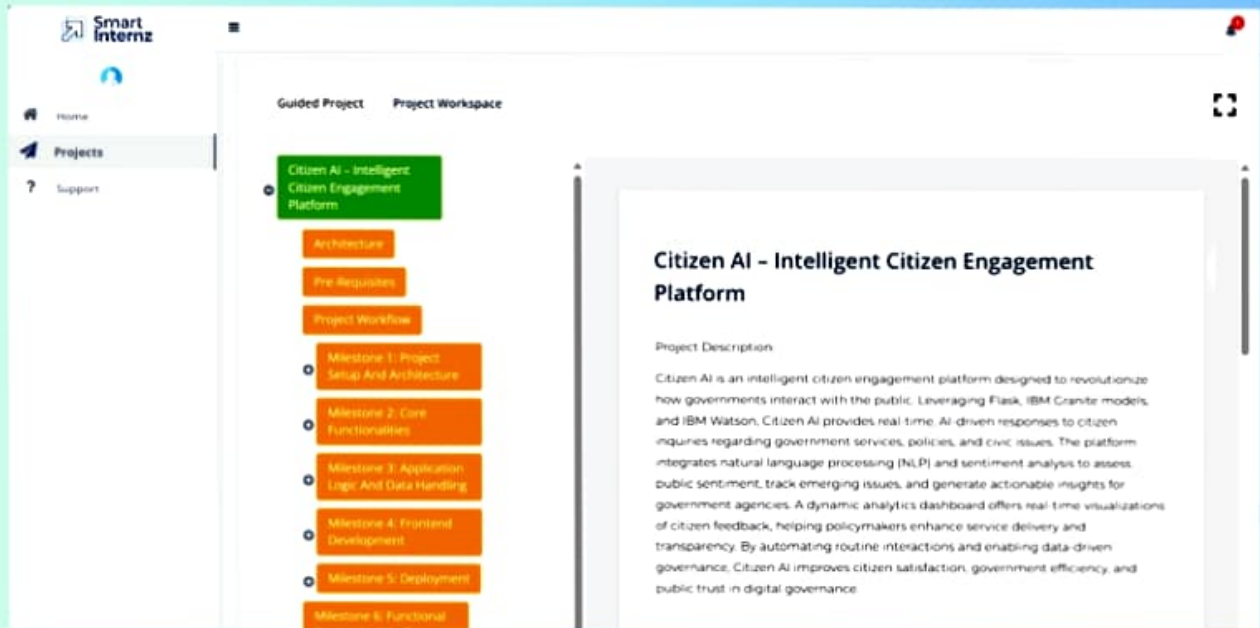 Smart
Internz
Home
Projects
? Support
Guided Project
Project Workspace
Citizen AI – Intelligent
Citizen Engagement
Platform
Architecture
Pre-Requisites
Project Workflow
Milestone 1: Project
Setup And Architecture
Milestone 2: Core
Functionalities
Milestone 3: Application
Logic And Data Handling
Milestone 4: Frontend
Development
Milestone 5: Deployment
Milestone 6: Functional
Citizen AI – Intelligent Citizen Engagement
Platform
Project Description
Citizen AI is an intelligent citizen engagement platform designed to revolutionize
how governments interact with the public. Leveraging Flask, IBM Granite models,
and IBM Watson, Citizen AI provides real-time, AI-driven responses to citizen
inquiries regarding government services, policies, and civic issues. The platform
integrates natural language processing (NLP) and sentiment analysis to assess
public sentiment, track emerging issues, and generate actionable insights for
government agencies. A dynamic analytics dashboard offers real-time visualizations
of citizen feedback, helping policymakers enhance service delivery and
transparency. By automating routine interactions and enabling data-driven
governance, Citizen AI improves citizen satisfaction, government efficiency, and
public trust in digital governance.